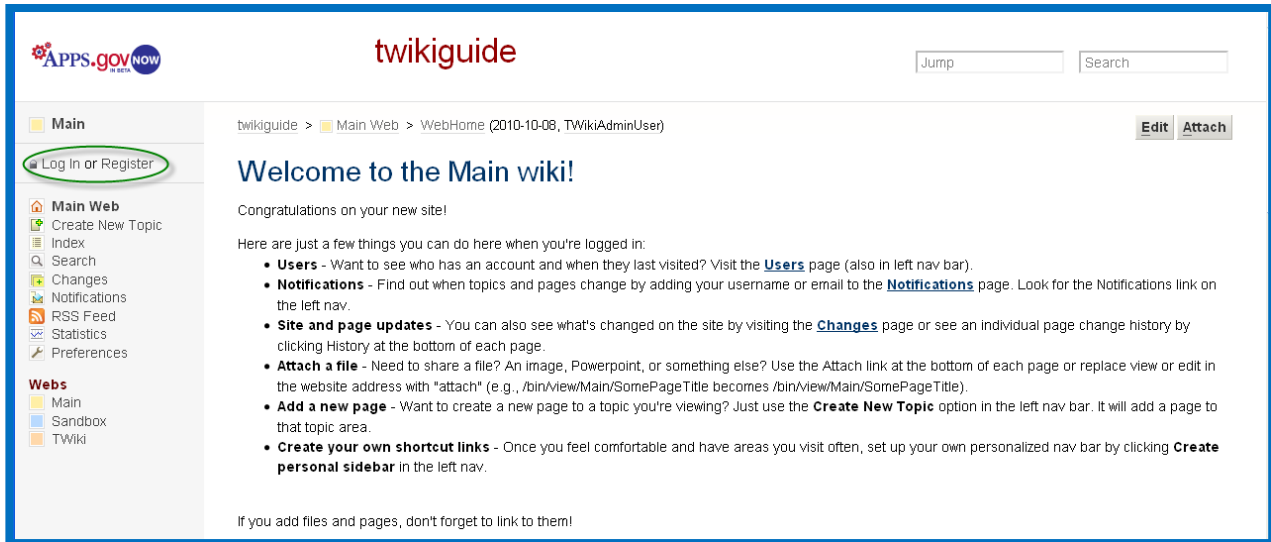 APPS.gov NOW
IN BETA
twikiguide
Jump
Search
Main
Log In or Register
Main Web
Create New Topic
Index
Search
Changes
Notifications
RSS Feed
Statistics
Preferences
Webs
Main
Sandbox
TWiki
twikiguide > Main Web > WebHome (2010-10-08, TWikiAdminUser)
Edit Attach
Welcome to the Main wiki!
Congratulations on your new site!
Here are just a few things you can do here when you're logged in:
• Users - Want to see who has an account and when they last visited? Visit the Users page (also in left nav bar).
• Notifications - Find out when topics and pages change by adding your username or email to the Notifications page. Look for the Notifications link on
the left nav.
• Site and page updates - You can also see what's changed on the site by visiting the Changes page or see an individual page change history by
clicking History at the bottom of each page.
• Attach a file - Need to share a file? An image, Powerpoint, or something else? Use the Attach link at the bottom of each page or replace view or edit in
the website address with "attach" (e.g., /bin/view/Main/SomePageTitle becomes /bin/view/Main/SomePageTitle).
• Add a new page - Want to create a new page to a topic you're viewing? Just use the Create New Topic option in the left nav bar. It will add a page to
that topic area.
• Create your own shortcut links - Once you feel comfortable and have areas you visit often, set up your own personalized nav bar by clicking Create
personal sidebar in the left nav.
If you add files and pages, don't forget to link to them!